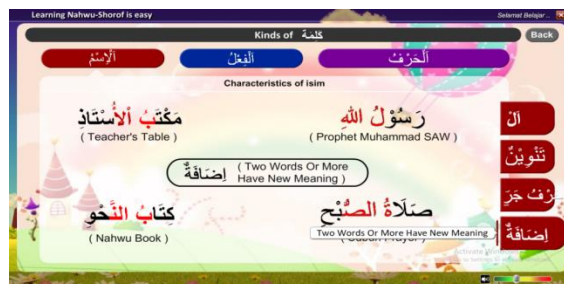 Learning Nahwu-Shorof is easy
Selamat Belajar ..
Kinds of كَلِمَة
Back
اَلْإِسْمُ
اَلْفِعْلُ
اَلْحَرْفُ
Characteristics of isim
مَكْتَبُ الْأُسْتَاذِ
رَسُوْلُ اللهِ
( Teacher's Table )
( Prophet Muhammad SAW )
اَلْ
تَنْوِيْنٌ
إِضَافَةٌ
( Two Words Or More
Have New Meaning )
حَرْفُ جَرٍّ
كِتَابُ النَّحْوِ
صَلَاةُ الصُّبْحِ
Two Words Or More Have New Meaning
إِضَافَةٌ
( Nahwu Book )